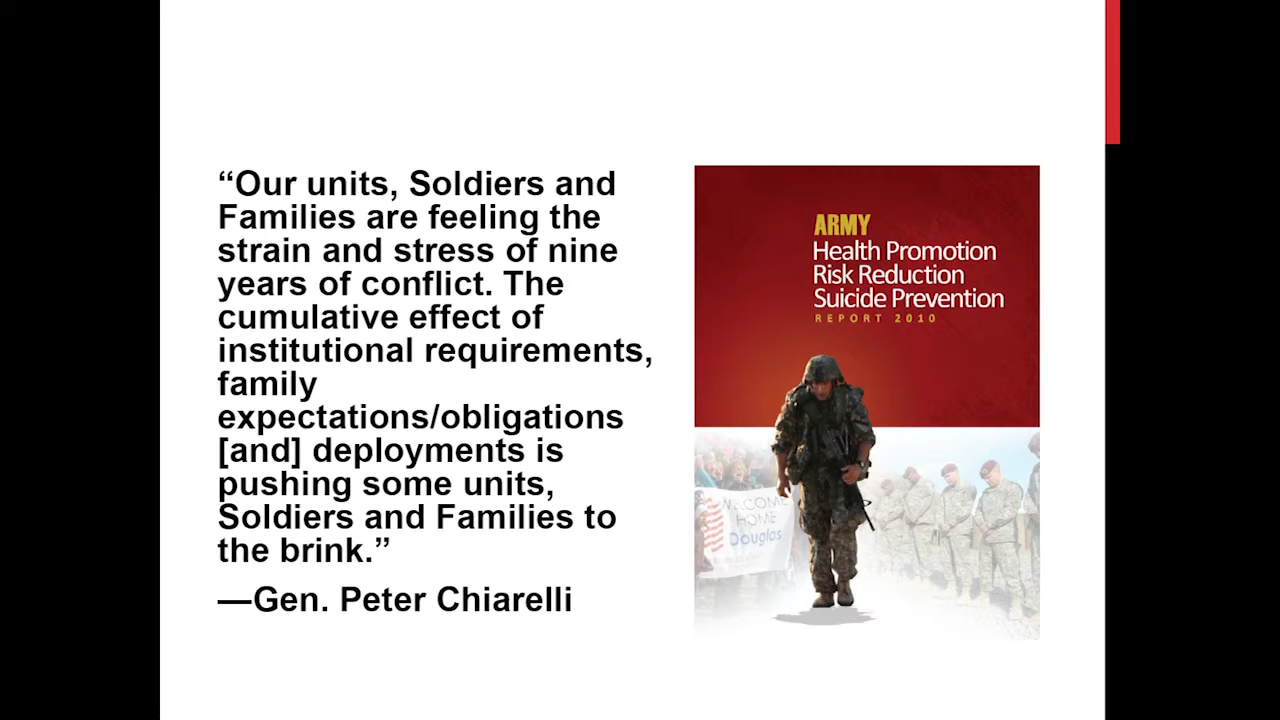 “Our units, Soldiers and
Families are feeling the
strain and stress of nine
years of conflict. The
cumulative effect of
institutional requirements,
family
expectations/obligations
[and] deployments is
pushing some units,
Soldiers and Families to
the brink.”
—Gen. Peter Chiarelli
ARMY
Health Promotion
Risk Reduction
Suicide Prevention
REPORT 2010
WELCOME
HOME
Douglas